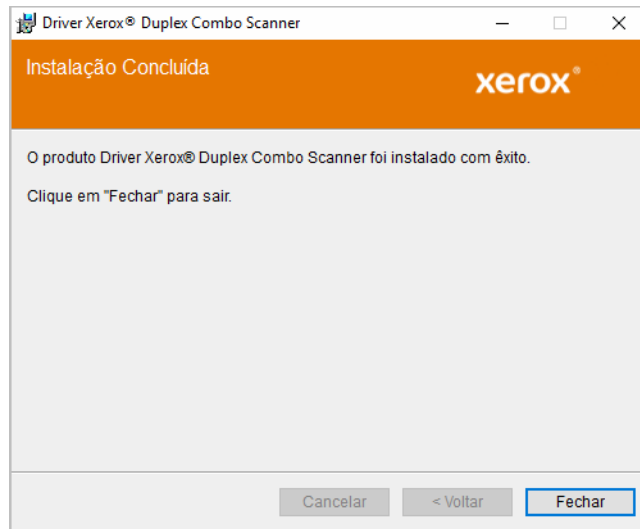 Driver Xerox® Duplex Combo Scanner
Instalação Concluída
xerox®
O produto Driver Xerox® Duplex Combo Scanner foi instalado com êxito.
Clique em "Fechar" para sair.
Cancelar < Voltar Fechar